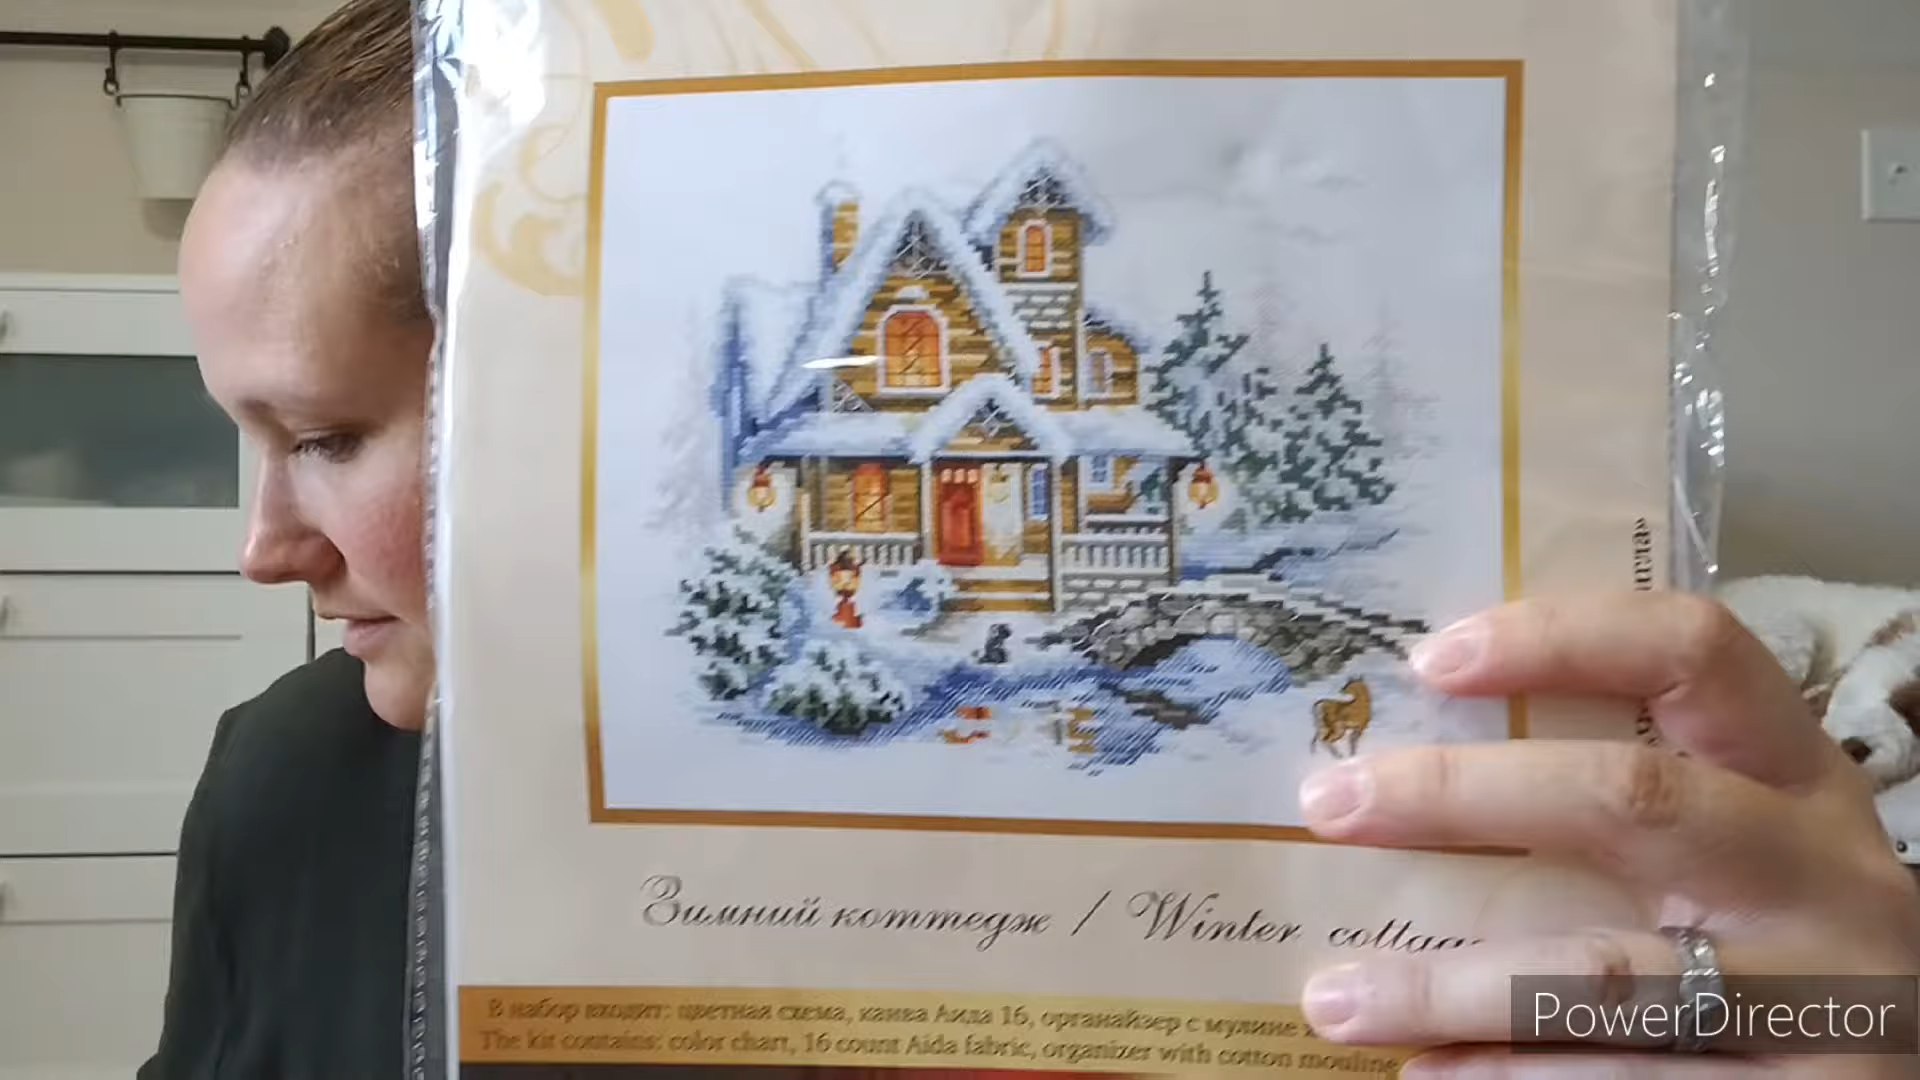 Зимний коттедж / Winter cottage
В набор входит: цветная схема, канва Аида 16, органайзер с мулине
The kit contains: color chart, 16 count Aida fabric, organizer with cotton mouline
PowerDirector